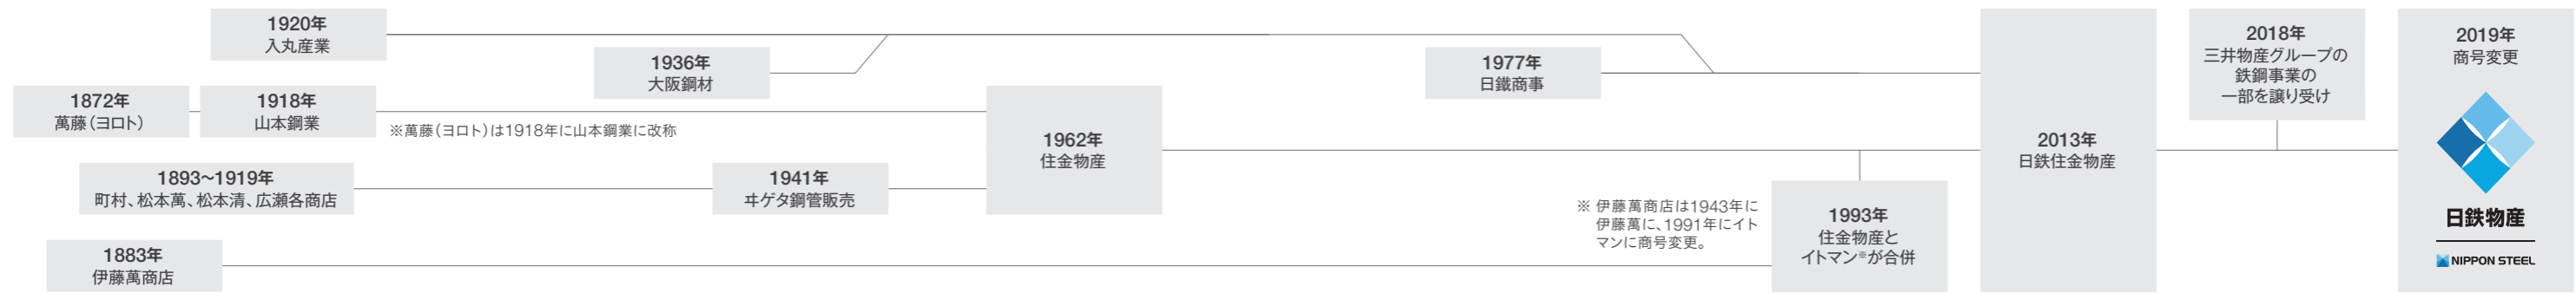 1920年
入丸産業
1936年
大阪鋼材
1872年
萬藤（ヨロト）
1918年
山本鋼業
※萬藤（ヨロト）は1918年に山本鋼業に改称
1893〜1919年
町村、松本萬、松本清、広瀬各商店
1941年
ヰゲタ鋼管販売
1883年
伊藤萬商店
1962年
住金物産
1977年
日鐵商事
※ 伊藤萬商店は1943年に
伊藤萬に、1991年にイト
マンに商号変更。
1993年
住金物産と
イトマン※が合併
2013年
日鉄住金物産
2018年
三井物産グループの
鉄鋼事業の
一部を譲り受け
2019年
商号変更
日鉄物産
NIPPON STEEL